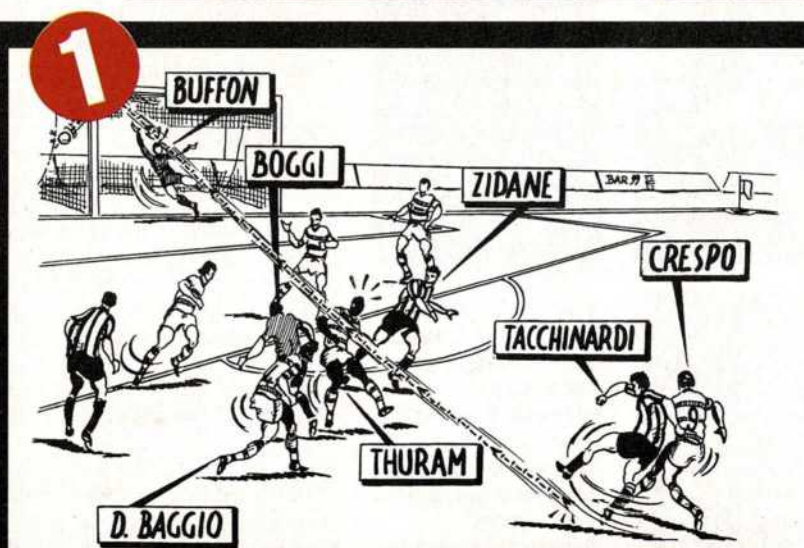 1
BUFFON
BOGGI
ZIDANE
BAR 99
CRESPO
TACCHINARDI
THURAM
D. BAGGIO